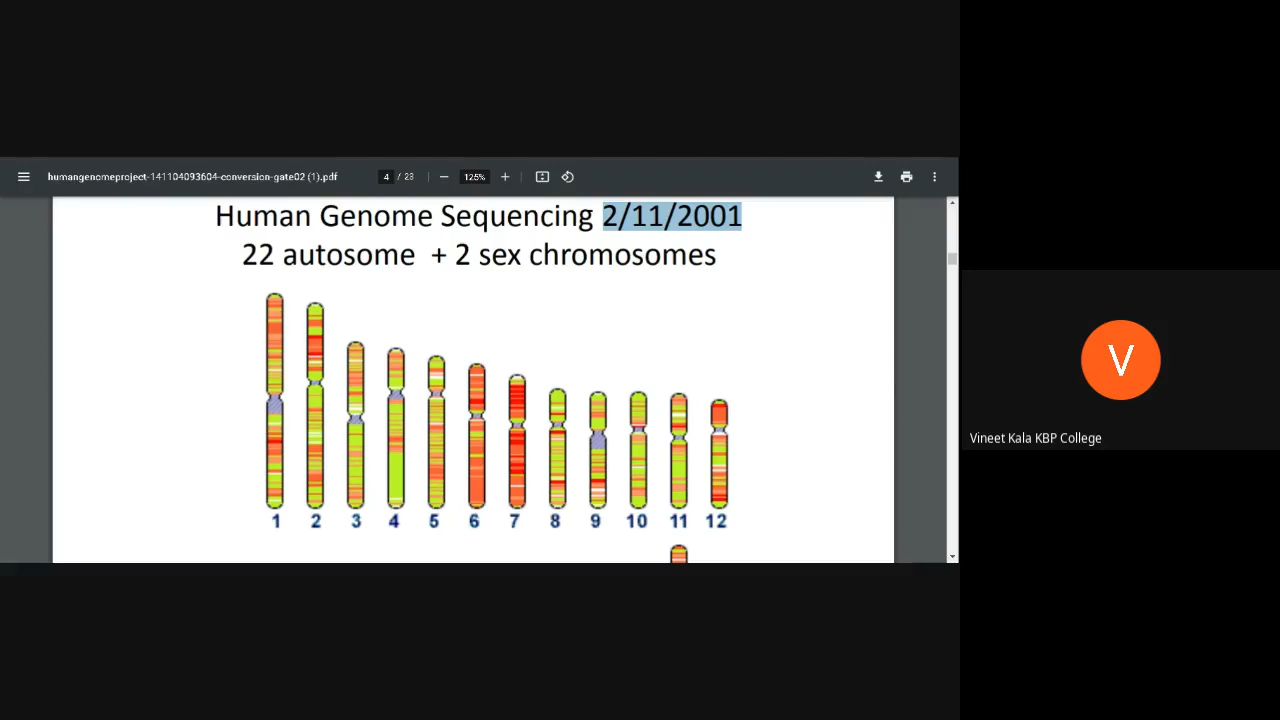 humangenomeproject-141104093604-conversion-gate02 (1).pdf 4 / 23 125%
Human Genome Sequencing 2/11/2001
22 autosome + 2 sex chromosomes
1 2 3 4 5 6 7 8 9 10 11 12
V
Vineet Kala KBP College